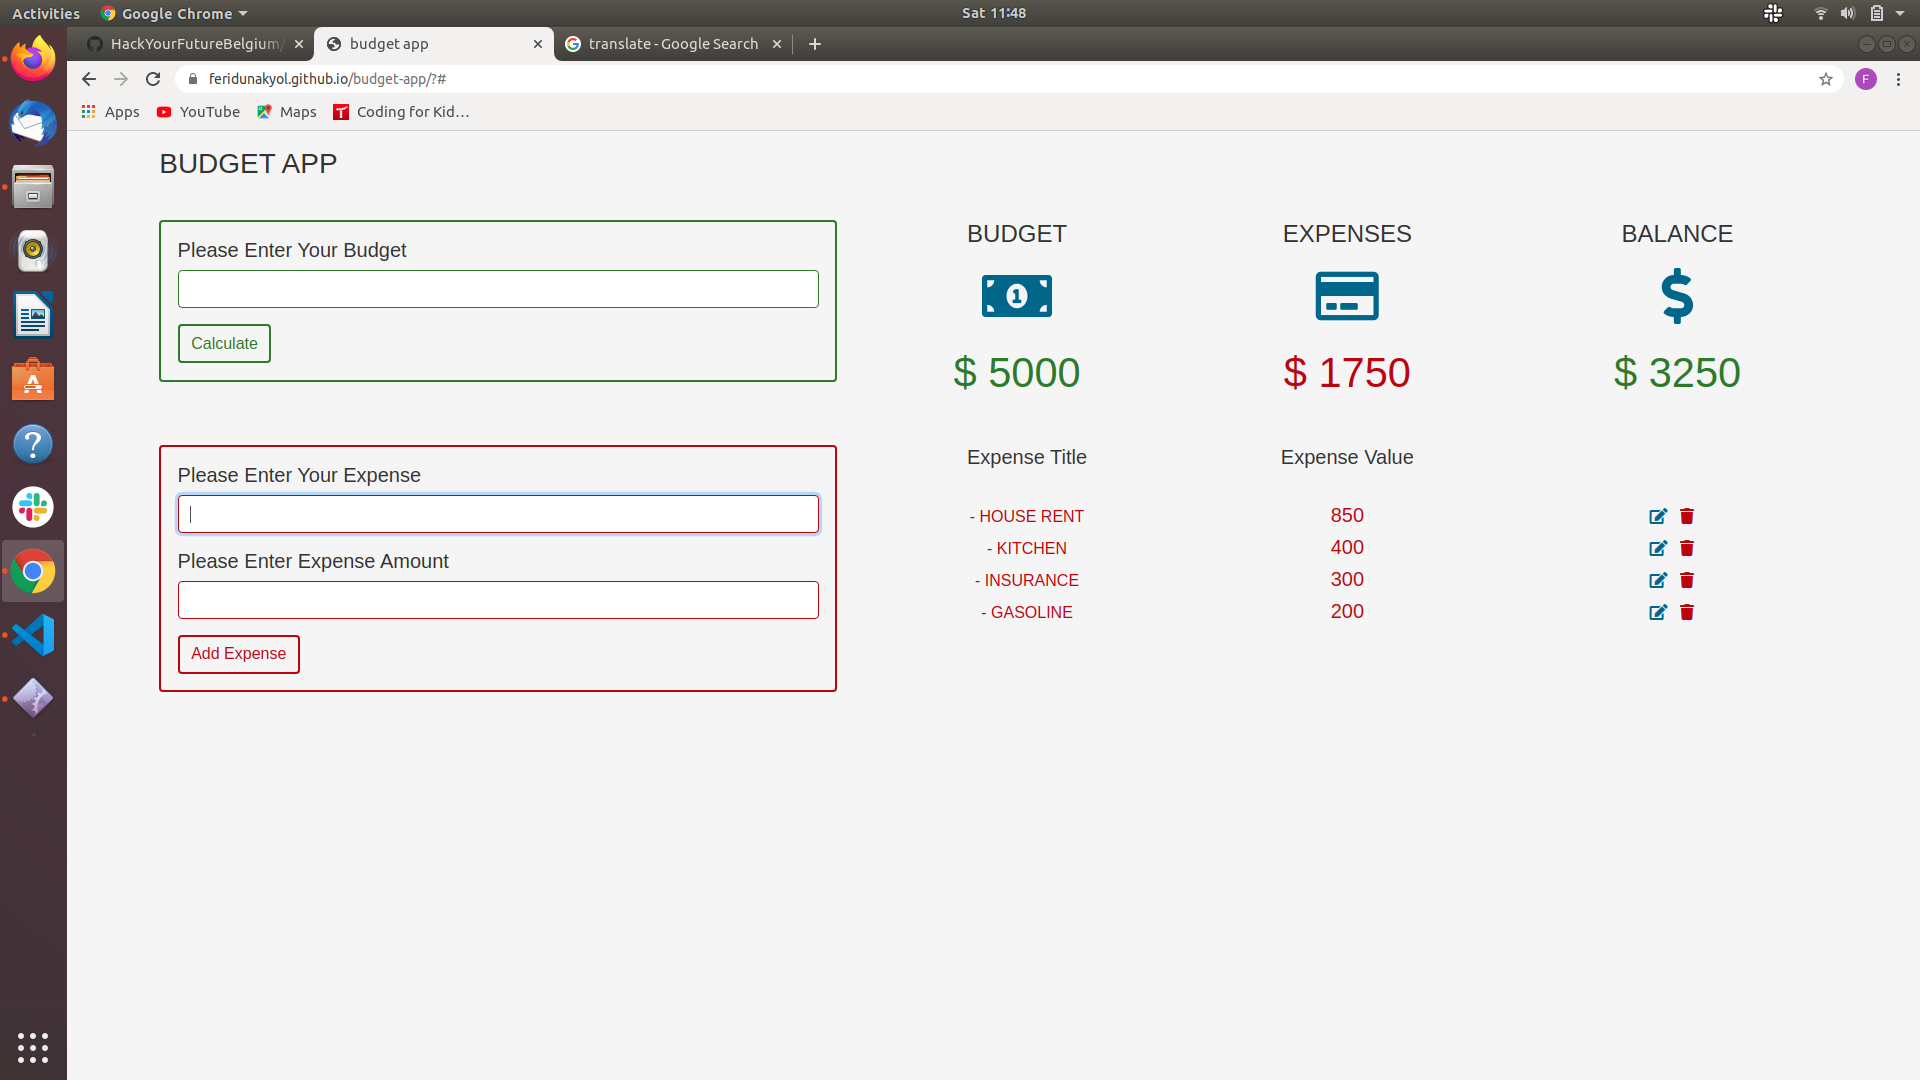 Activities
Google Chrome
Sat 11:48
HackYourFutureBelgium/
budget app
translate - Google Search
feridunakyol.github.io/budget-app/?#
F
Apps
YouTube
Maps
T
Coding for Kid…
BUDGET APP
Please Enter Your Budget
Calculate
BUDGET
EXPENSES
BALANCE
1
$
$ 5000
$ 1750
$ 3250
Please Enter Your Expense
Please Enter Expense Amount
Add Expense
Expense Title
Expense Value
- HOUSE RENT
850
- KITCHEN
400
- INSURANCE
300
- GASOLINE
200